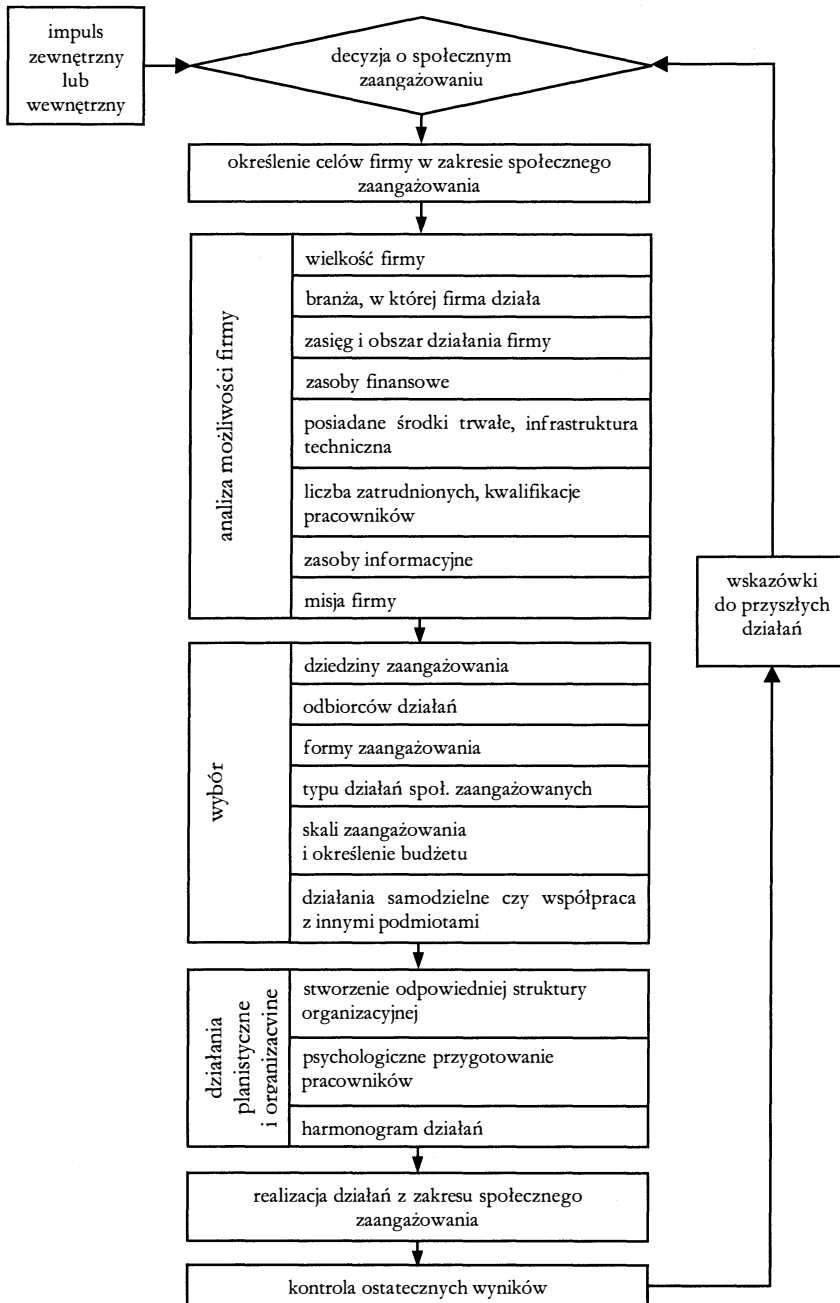 impuls
zewnętrzny
lub
wewnętrzny
decyzja o społecznym
zaangażowaniu
określenie celów firmy w zakresie społecznego
zaangażowania
analiza możliwości firmy
wielkość firmy
branża, w której firma działa
zasięg i obszar działania firmy
zasoby finansowe
posiadane środki trwałe, infrastruktura
techniczna
liczba zatrudnionych, kwalifikacje
pracowników
zasoby informacyjne
misja firmy
wskazówki
do przyszłych
działań
wybór
dziedziny zaangażowania
odbiorców działań
formy zaangażowania
typu działań społ. zaangażowanych
skali zaangażowania
i określenie budżetu
działania samodzielne czy współpraca
z innymi podmiotami
działania
planistyczne
i organizacyjne
stworzenie odpowiedniej struktury
organizacyjnej
psychologiczne przygotowanie
pracowników
harmonogram działań
realizacja działań z zakresu społecznego
zaangażowania
kontrola ostatecznych wyników